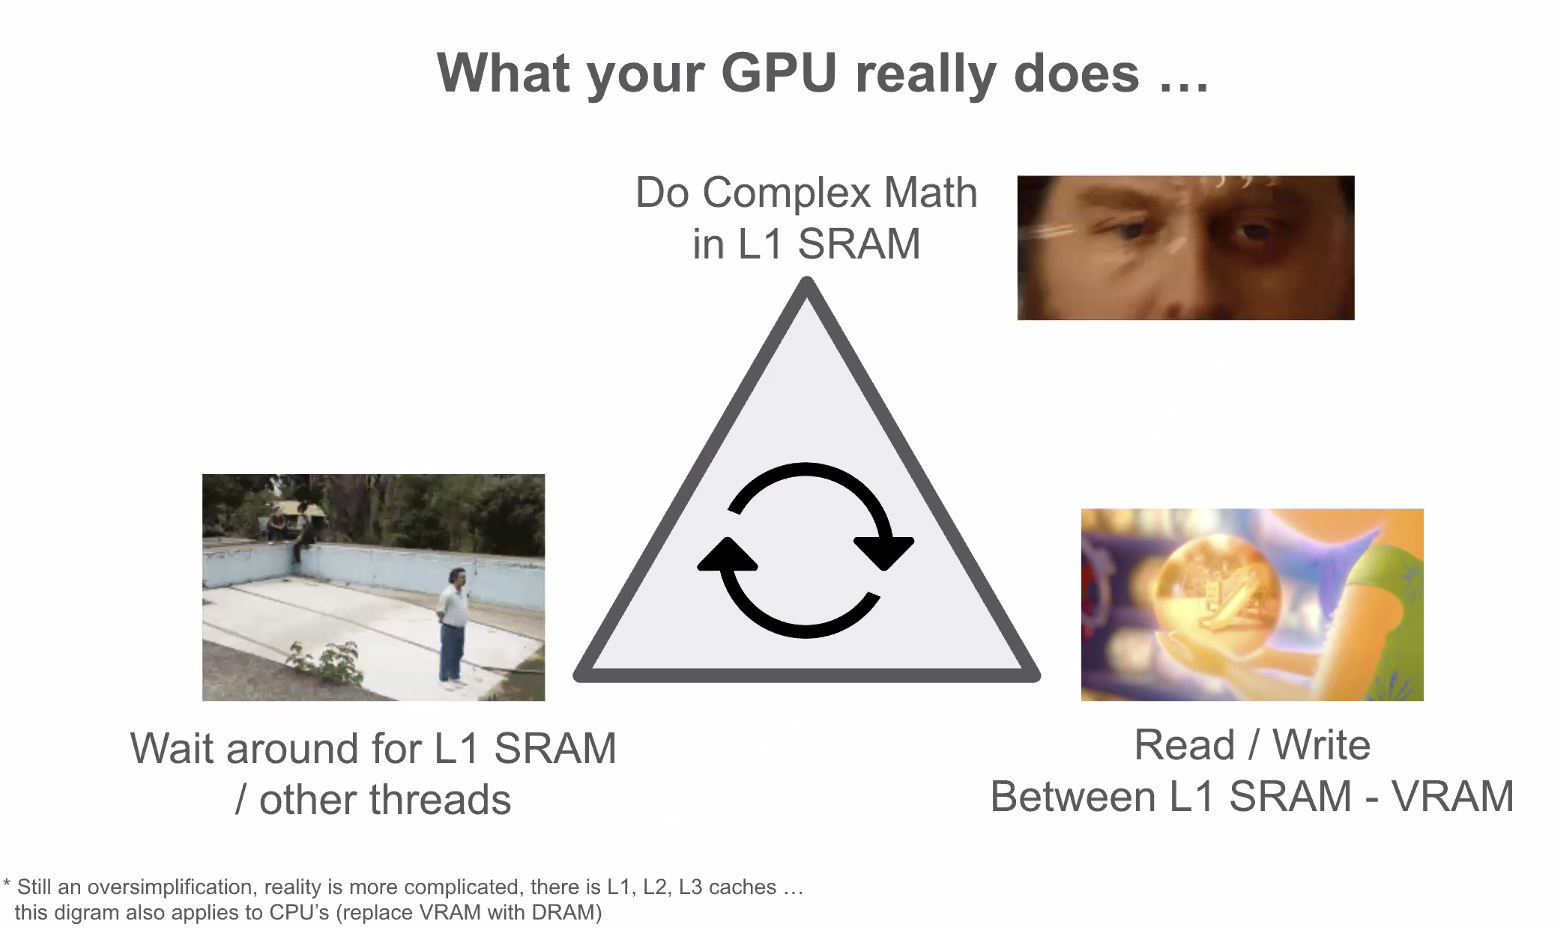 What your GPU really does …
Do Complex Math
in L1 SRAM
Wait around for L1 SRAM
/ other threads
Read / Write
Between L1 SRAM - VRAM
* Still an oversimplification, reality is more complicated, there is L1, L2, L3 caches …
this digram also applies to CPU's (replace VRAM with DRAM)